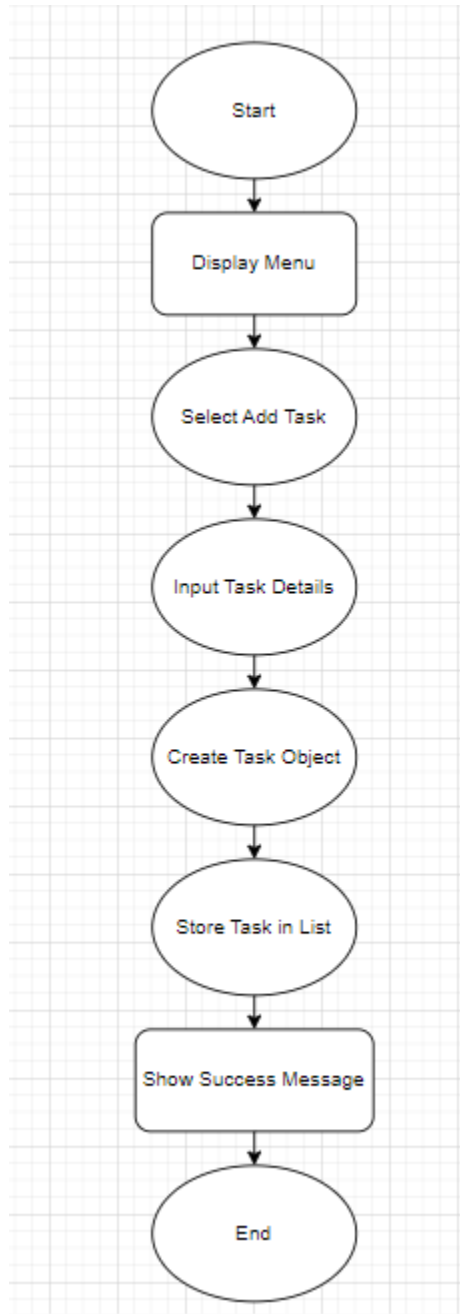 Start
Display Menu
Select Add Task
Input Task Details
Create Task Object
Store Task in List
Show Success Message
End